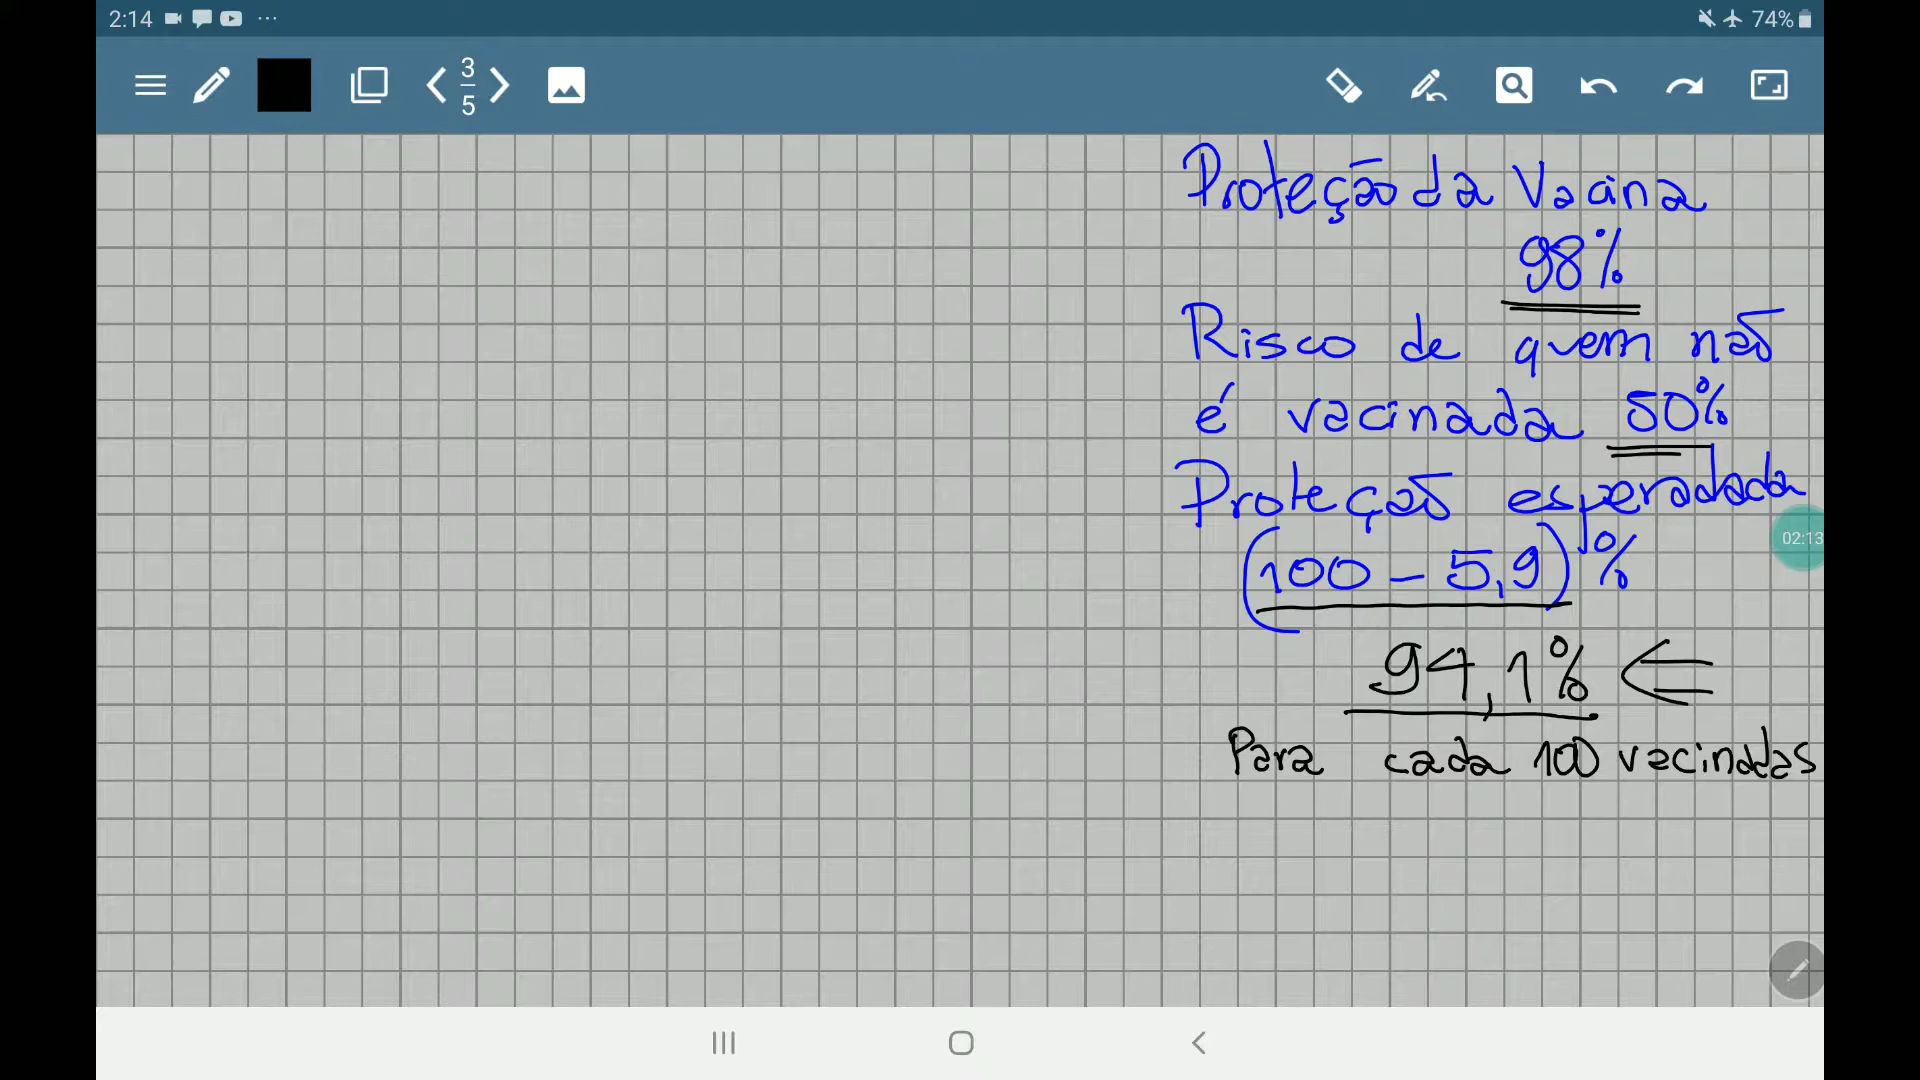 2:14 ... 74%
3
5
Proteção da Vacina
98%
Risco de quem não
é vacinada 50%
Proteção esperadada
(100 - 5,9) %
02:13
94,1% ⇐
Para cada 100 vacinadas